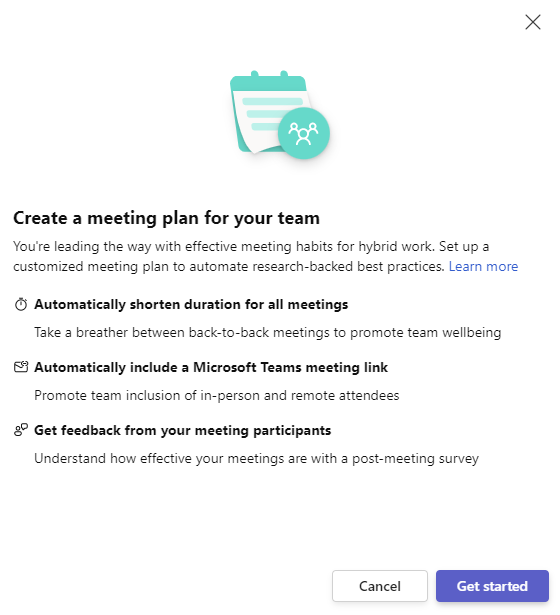 Create a meeting plan for your team
You're leading the way with effective meeting habits for hybrid work. Set up a
customized meeting plan to automate research-backed best practices. Learn more
Automatically shorten duration for all meetings
Take a breather between back-to-back meetings to promote team wellbeing
Automatically include a Microsoft Teams meeting link
Promote team inclusion of in-person and remote attendees
Get feedback from your meeting participants
Understand how effective your meetings are with a post-meeting survey
Cancel
Get started